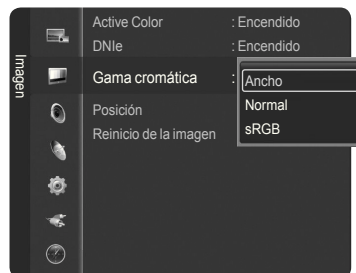 Imagen
Active Color : Encendido
DNIe : Encendido
Gama cromática :
Ancho
Normal
sRGB
Posición
Reinicio de la imagen